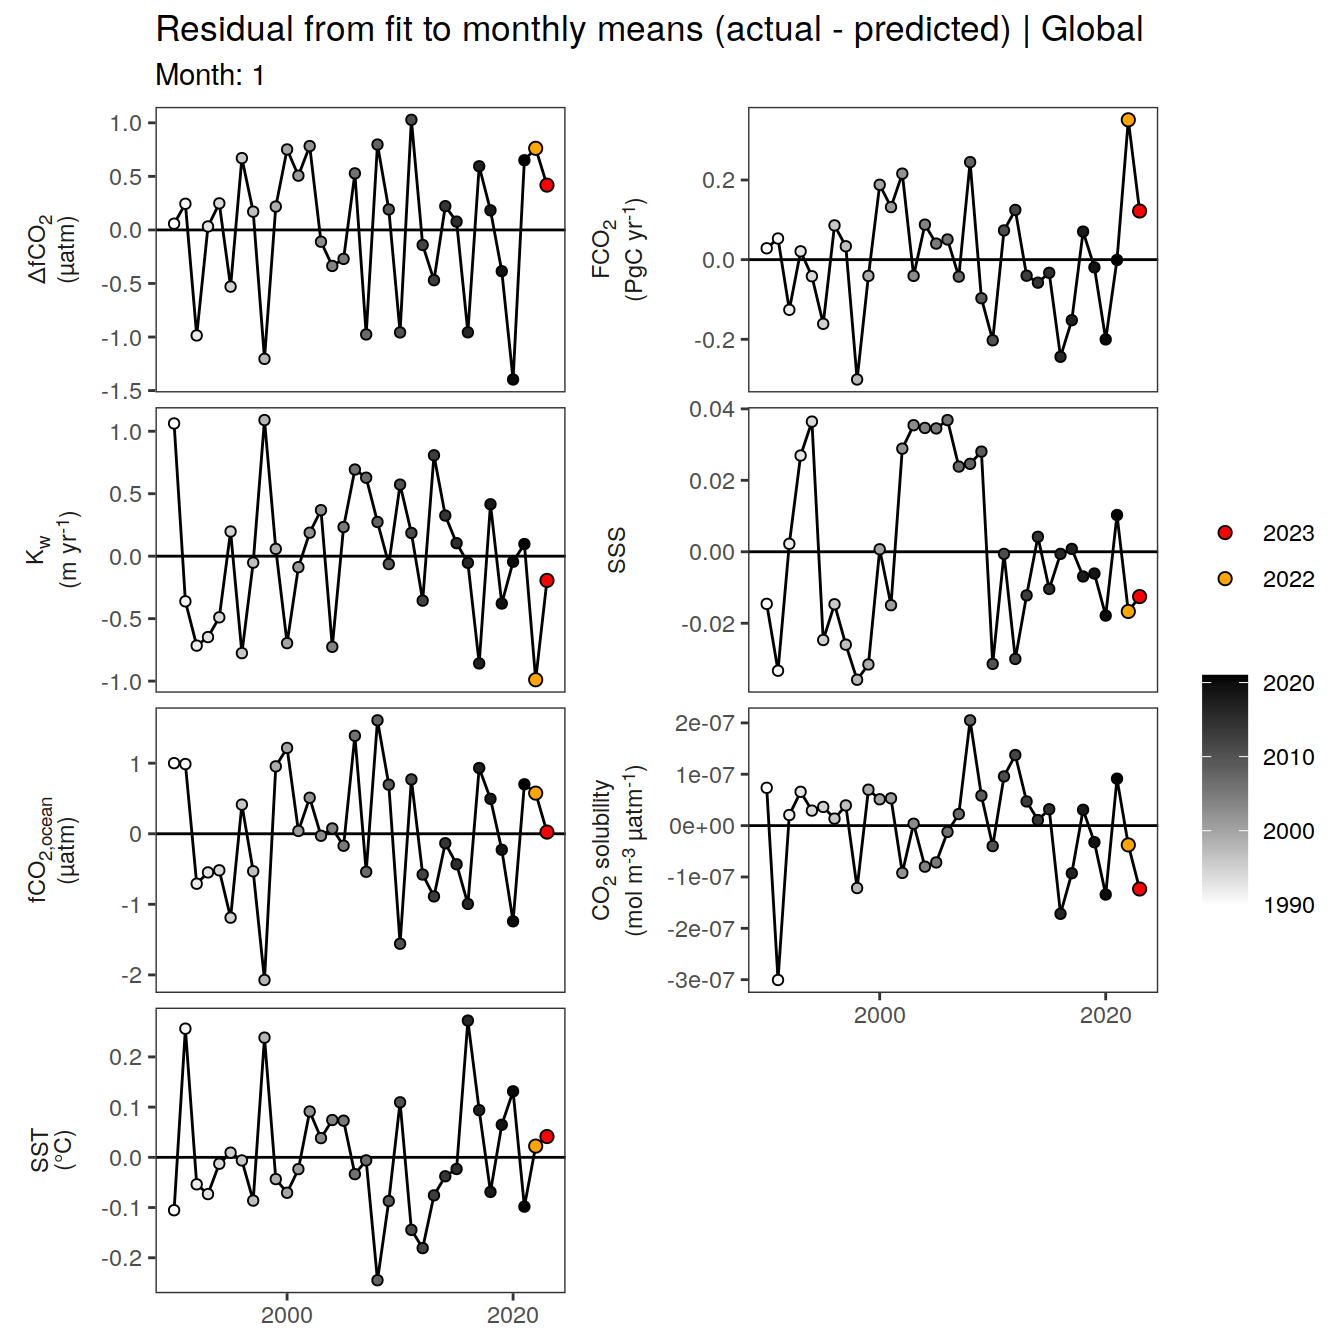 Residual from fit to monthly means (actual - predicted) | Global
Month: 1
ΔfCO2
(µatm)
1.0
0.5
0.0
-0.5
-1.0
-1.5
FCO2
(PgC yr-1)
0.2
0.0
-0.2
Kw
(m yr-1)
1.0
0.5
0.0
-0.5
-1.0
SSS
0.04
0.02
0.00
-0.02
fCO2,ocean
(µatm)
1
0
-1
-2
CO2 solubility
(mol m-3 µatm-1)
2e-07
1e-07
0e+00
-1e-07
-2e-07
-3e-07
2000
2020
SST
(°C)
0.2
0.1
0.0
-0.1
-0.2
2000
2020
2023
2022
2020
2010
2000
1990